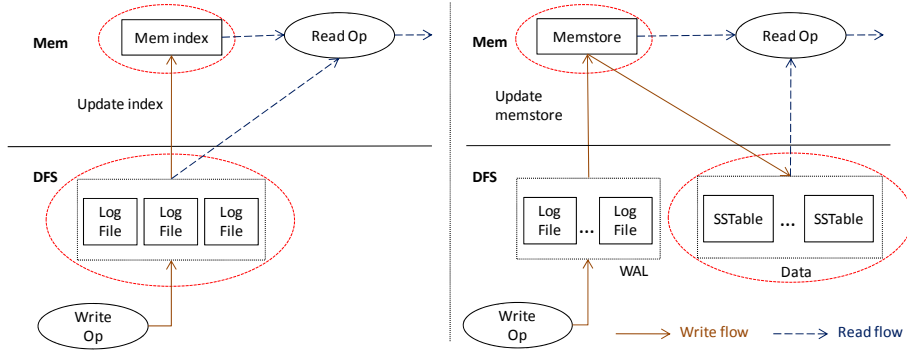 Mem
Mem index
Read Op
Update index
DFS
Log
File
Log
File
Log
File
Write
Op
Mem
Memstore
Read Op
Update
memstore
DFS
Log
File
...
Log
File
WAL
SSTable
...
SSTable
Data
Write
Op
Write flow
Read flow